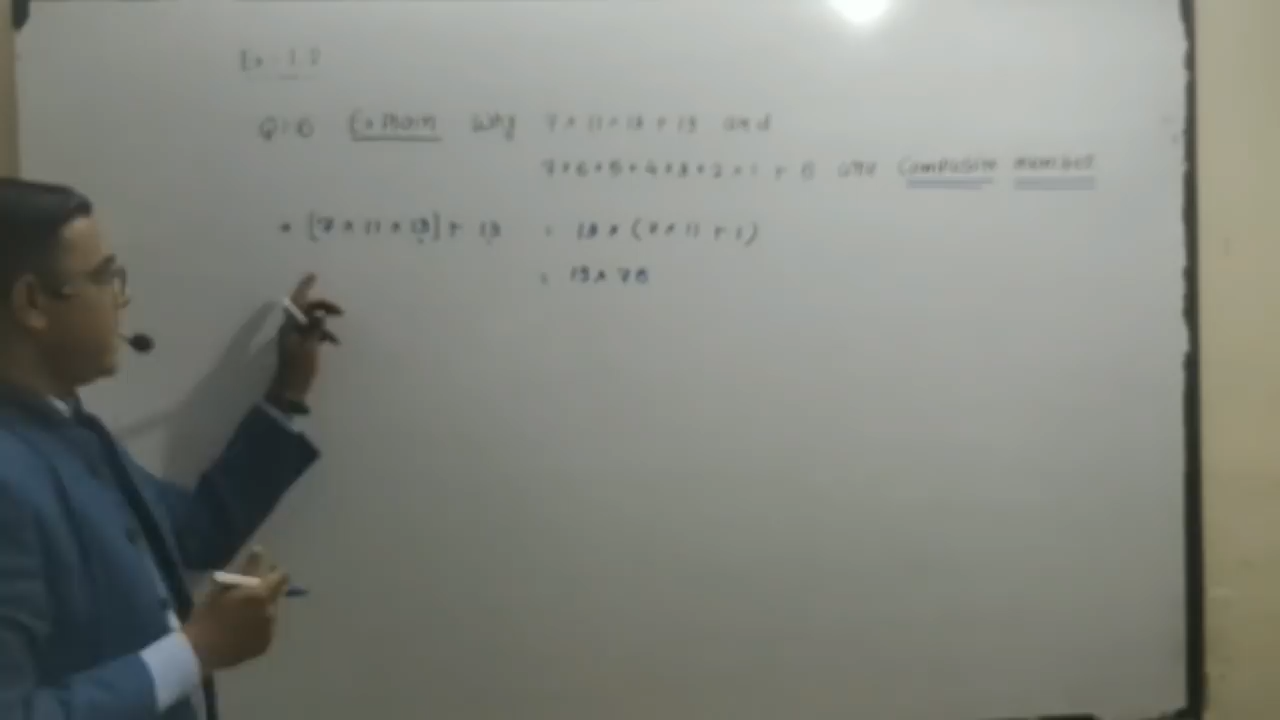 Ex - 1.2
Q:6 Explain Why 7 × 11 × 13 + 13 and
7 × 6 × 5 × 4 × 3 × 2 × 1 + 5 are Composite number
* [7 × 11 × 13] + 13 = 13 × (7 × 11 + 1)
= 13 × 78